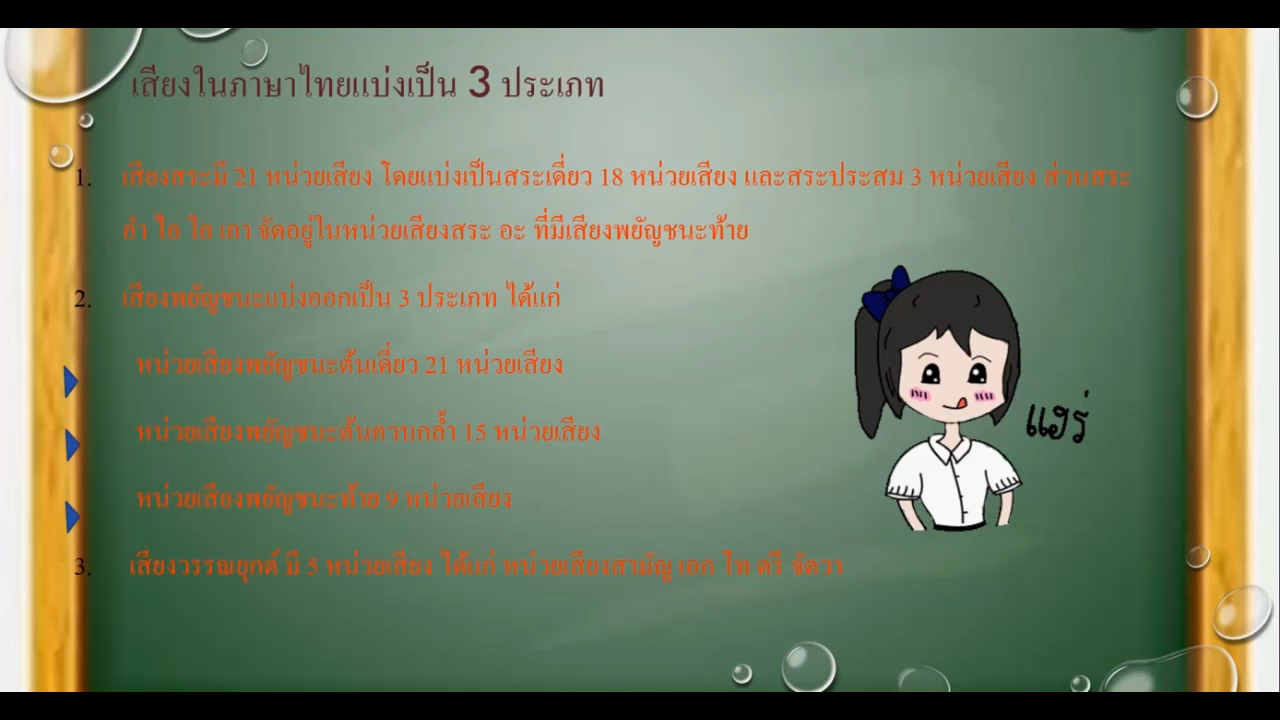 เสียงในภาษาไทยแบ่งเป็น 3 ประเภท
1. เสียงสระมี 21 หน่วยเสียง โดยแบ่งเป็นสระเดี่ยว 18 หน่วยเสียง และสระประสม 3 หน่วยเสียง ส่วนสระ
อำ ไอ ใอ เอา จัดอยู่ในหน่วยเสียงสระ อะ ที่มีเสียงพยัญชนะท้าย
2. เสียงพยัญชนะแบ่งออกเป็น 3 ประเภท ได้แก่
หน่วยเสียงพยัญชนะต้นเดี่ยว 21 หน่วยเสียง
หน่วยเสียงพยัญชนะต้นควบกล้ำ 15 หน่วยเสียง
หน่วยเสียงพยัญชนะท้าย 9 หน่วยเสียง
แฮร่
3. เสียงวรรณยุกต์ มี 5 หน่วยเสียง ได้แก่ หน่วยเสียงสามัญ เอก โท ตรี จัตวา